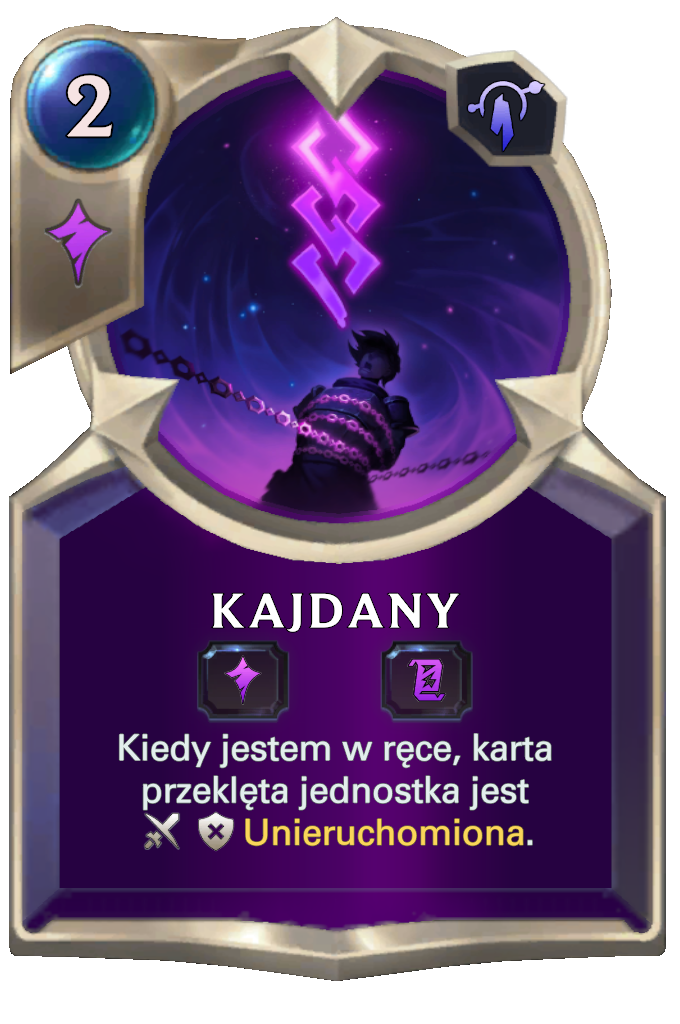 2
KAJDANY
Kiedy jestem w ręce, karta
przeklęta jednostka jest
Unieruchomiona.